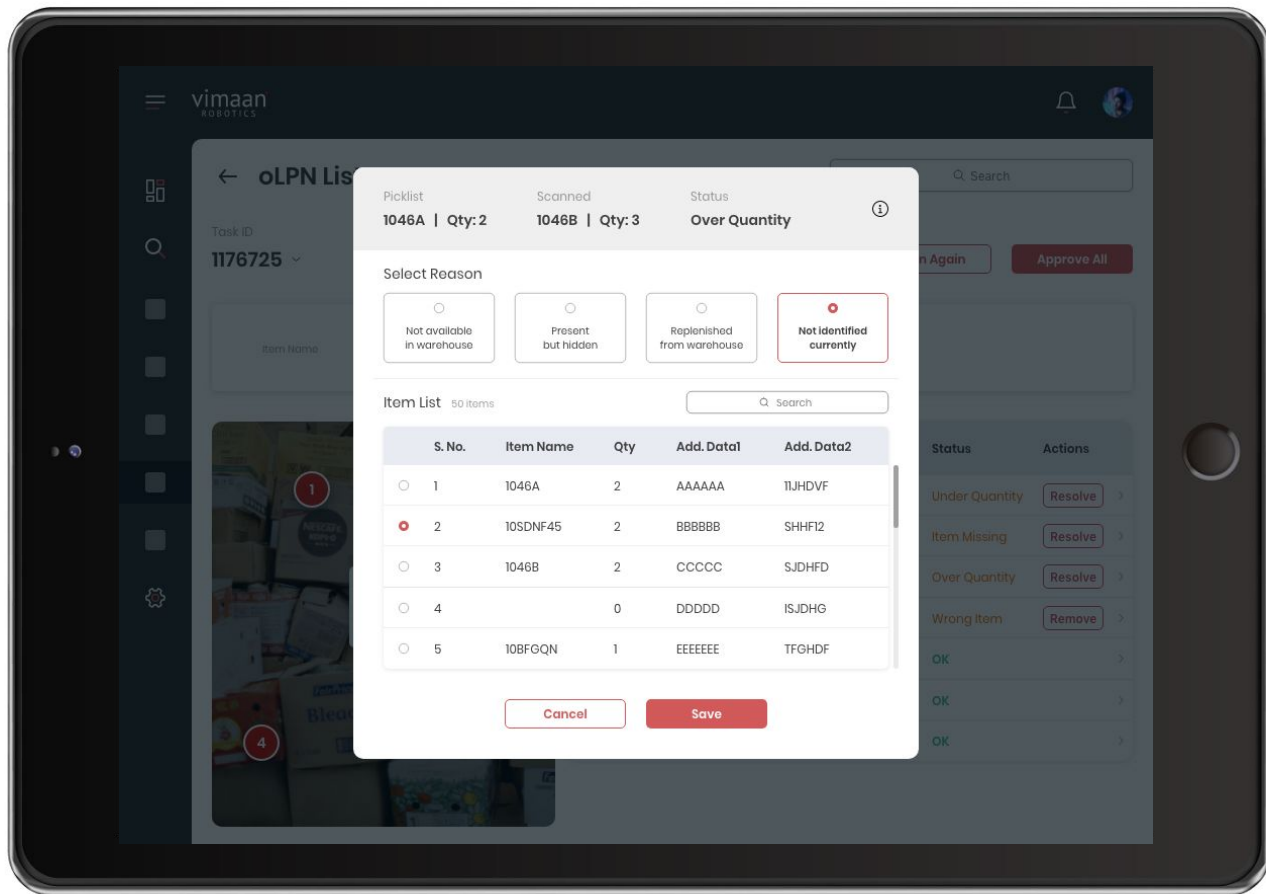 vimaan
ROBOTICS
oLPN Lis
Search
Task ID
1176725
n Again
Approve All
Item Name
Picklist
Scanned
Status
1046A | Qty: 2
1046B | Qty: 3
Over Quantity
Select Reason
Not available
in warehouse
Present
but hidden
Replenished
from warehouse
Not identified
currently
Item List 50 items
Search
S. No. Item Name Qty Add. Data1 Add. Data2
1 1046A 2 AAAAAA 11JHDVF
2 10SDNF45 2 BBBBBB SHHF12
3 1046B 2 CCCCC SJDHFD
4 0 DDDDD ISJDHG
5 10BFGQN 1 EEEEEEE TFGHDF
Cancel
Save
Status Actions
Under Quantity Resolve
Item Missing Resolve
Over Quantity Resolve
Wrong Item Remove
OK
OK
OK
1
NESCAFE
4